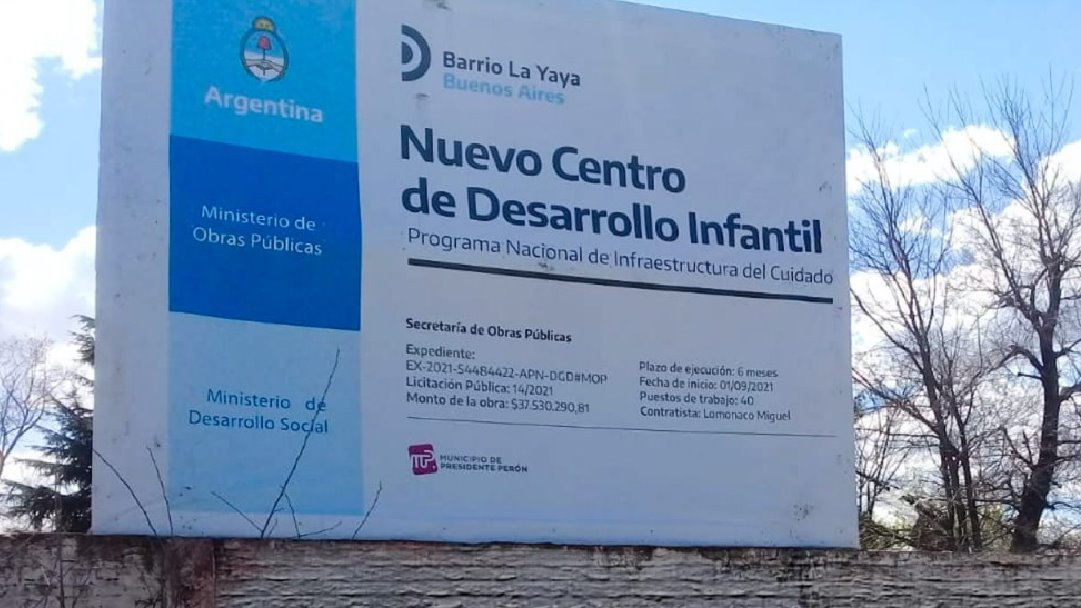 Argentina
Ministerio de
Obras Públicas
Ministerio de
Desarrollo Social
Barrio La Yaya
Buenos Aires
Nuevo Centro
de Desarrollo Infantil
Programa Nacional de Infraestructura del Cuidado
Secretaría de Obras Públicas
Expediente:
EX-2021-54484422-APN-DGD#MOP
Licitación Pública: 14/2021
Monto de la obra: $37.530.290,81
Plazo de ejecución: 6 meses
Fecha de inicio: 01/09/2021
Puestos de trabajo: 40
Contratista: Lomonaco Miguel
MUNICIPIO DE
PRESIDENTE PERÓN